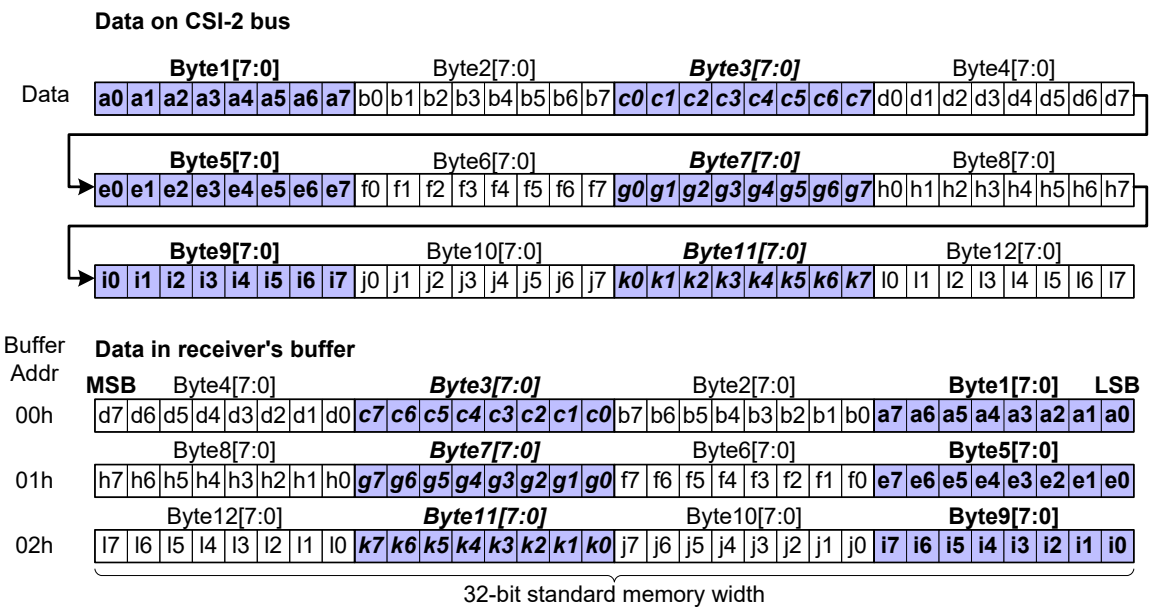 Data on CSI-2 bus
Byte1[7:0] Byte2[7:0] Byte3[7:0] Byte4[7:0]
Data a0 a1 a2 a3 a4 a5 a6 a7 b0 b1 b2 b3 b4 b5 b6 b7 c0 c1 c2 c3 c4 c5 c6 c7 d0 d1 d2 d3 d4 d5 d6 d7
Byte5[7:0] Byte6[7:0] Byte7[7:0] Byte8[7:0]
e0 e1 e2 e3 e4 e5 e6 e7 f0 f1 f2 f3 f4 f5 f6 f7 g0 g1 g2 g3 g4 g5 g6 g7 h0 h1 h2 h3 h4 h5 h6 h7
Byte9[7:0] Byte10[7:0] Byte11[7:0] Byte12[7:0]
i0 i1 i2 i3 i4 i5 i6 i7 j0 j1 j2 j3 j4 j5 j6 j7 k0 k1 k2 k3 k4 k5 k6 k7 l0 l1 l2 l3 l4 l5 l6 l7
Buffer Addr
Data in receiver's buffer
MSB Byte4[7:0] Byte3[7:0] Byte2[7:0] Byte1[7:0] LSB
00h d7 d6 d5 d4 d3 d2 d1 d0 c7 c6 c5 c4 c3 c2 c1 c0 b7 b6 b5 b4 b3 b2 b1 b0 a7 a6 a5 a4 a3 a2 a1 a0
Byte8[7:0] Byte7[7:0] Byte6[7:0] Byte5[7:0]
01h h7 h6 h5 h4 h3 h2 h1 h0 g7 g6 g5 g4 g3 g2 g1 g0 f7 f6 f5 f4 f3 f2 f1 f0 e7 e6 e5 e4 e3 e2 e1 e0
Byte12[7:0] Byte11[7:0] Byte10[7:0] Byte9[7:0]
02h l7 l6 l5 l4 l3 l2 l1 l0 k7 k6 k5 k4 k3 k2 k1 k0 j7 j6 j5 j4 j3 j2 j1 j0 i7 i6 i5 i4 i3 i2 i1 i0
32-bit standard memory width